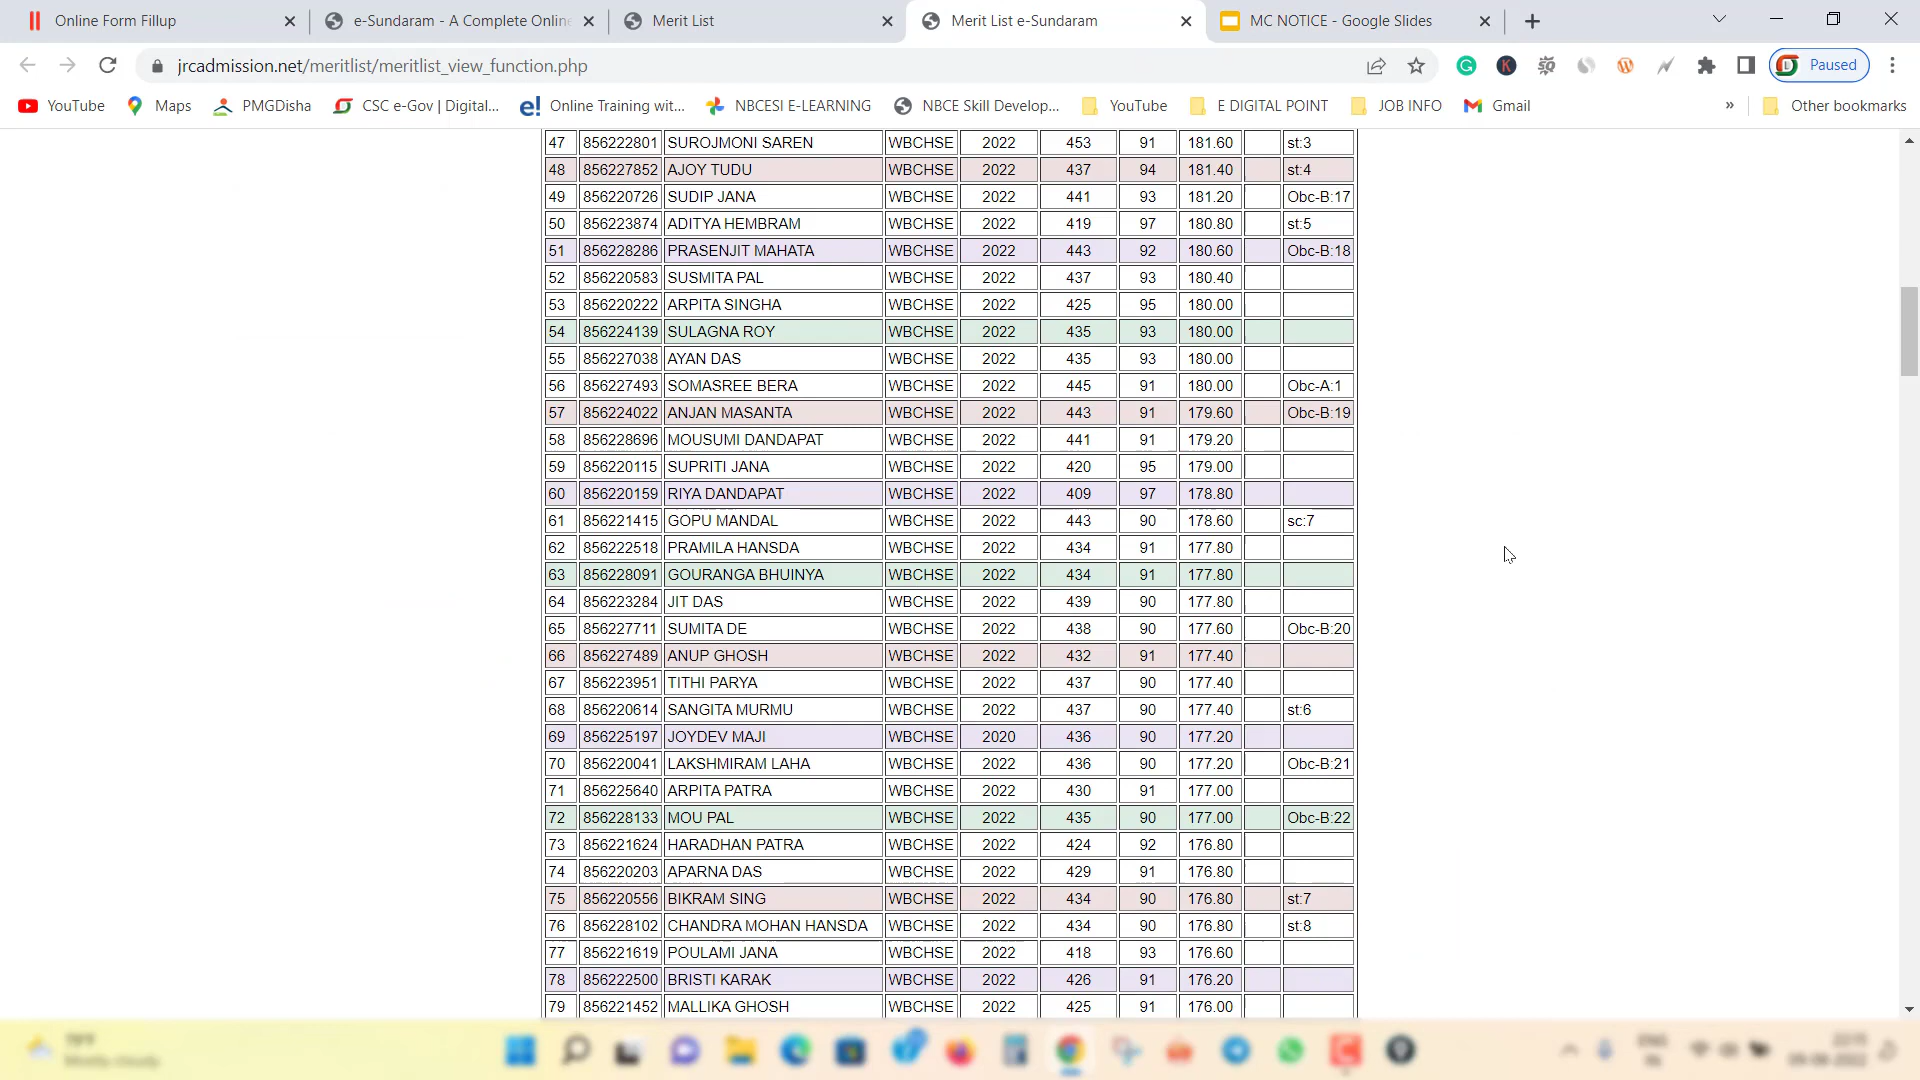 Online Form Fillup
e-Sundaram - A Complete Online
Merit List
Merit List e-Sundaram
MC NOTICE - Google Slides
jrcadmission.net/meritlist/meritlist_view_function.php
Paused
YouTube
Maps
PMGDisha
CSC e-Gov | Digital...
Online Training wit...
NBCESI E-LEARNING
NBCE Skill Develop...
YouTube
E DIGITAL POINT
JOB INFO
Gmail
»
Other bookmarks
47 856222801 SUROJMONI SAREN WBCHSE 2022 453 91 181.60 st:3
48 856227852 AJOY TUDU WBCHSE 2022 437 94 181.40 st:4
49 856220726 SUDIP JANA WBCHSE 2022 441 93 181.20 Obc-B:17
50 856223874 ADITYA HEMBRAM WBCHSE 2022 419 97 180.80 st:5
51 856228286 PRASENJIT MAHATA WBCHSE 2022 443 92 180.60 Obc-B:18
52 856220583 SUSMITA PAL WBCHSE 2022 437 93 180.40
53 856220222 ARPITA SINGHA WBCHSE 2022 425 95 180.00
54 856224139 SULAGNA ROY WBCHSE 2022 435 93 180.00
55 856227038 AYAN DAS WBCHSE 2022 435 93 180.00
56 856227493 SOMASREE BERA WBCHSE 2022 445 91 180.00 Obc-A:1
57 856224022 ANJAN MASANTA WBCHSE 2022 443 91 179.60 Obc-B:19
58 856228696 MOUSUMI DANDAPAT WBCHSE 2022 441 91 179.20
59 856220115 SUPRITI JANA WBCHSE 2022 420 95 179.00
60 856220159 RIYA DANDAPAT WBCHSE 2022 409 97 178.80
61 856221415 GOPU MANDAL WBCHSE 2022 443 90 178.60 sc:7
62 856222518 PRAMILA HANSDA WBCHSE 2022 434 91 177.80
63 856228091 GOURANGA BHUINYA WBCHSE 2022 434 91 177.80
64 856223284 JIT DAS WBCHSE 2022 439 90 177.80
65 856227711 SUMITA DE WBCHSE 2022 438 90 177.60 Obc-B:20
66 856227489 ANUP GHOSH WBCHSE 2022 432 91 177.40
67 856223951 TITHI PARYA WBCHSE 2022 437 90 177.40
68 856220614 SANGITA MURMU WBCHSE 2022 437 90 177.40 st:6
69 856225197 JOYDEV MAJI WBCHSE 2020 436 90 177.20
70 856220041 LAKSHMIRAM LAHA WBCHSE 2022 436 90 177.20 Obc-B:21
71 856225640 ARPITA PATRA WBCHSE 2022 430 91 177.00
72 856228133 MOU PAL WBCHSE 2022 435 90 177.00 Obc-B:22
73 856221624 HARADHAN PATRA WBCHSE 2022 424 92 176.80
74 856220203 APARNA DAS WBCHSE 2022 429 91 176.80
75 856220556 BIKRAM SING WBCHSE 2022 434 90 176.80 st:7
76 856228102 CHANDRA MOHAN HANSDA WBCHSE 2022 434 90 176.80 st:8
77 856221619 POULAMI JANA WBCHSE 2022 418 93 176.60
78 856222500 BRISTI KARAK WBCHSE 2022 426 91 176.20
79 856221452 MALLIKA GHOSH WBCHSE 2022 425 91 176.00
Mostly cloudy
ENG